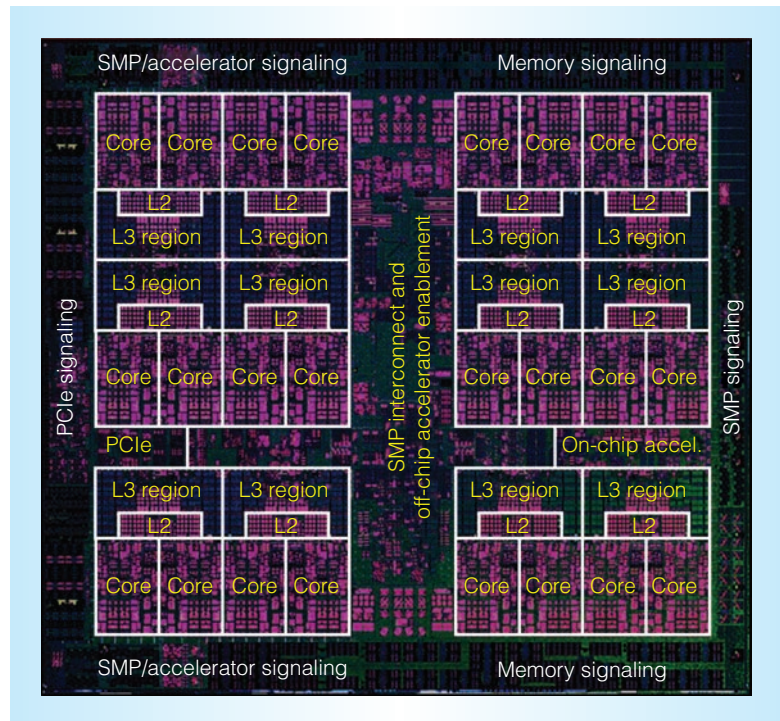 SMP/accelerator signaling
Memory signaling
Core Core Core Core
Core Core Core Core
L2 L2
L2 L2
L3 region L3 region
L3 region L3 region
L3 region L3 region
L3 region L3 region
L2 L2
L2 L2
Core Core Core Core
Core Core Core Core
PCIe signaling
SMP interconnect and
off-chip accelerator enablement
SMP signaling
PCIe
On-chip accel.
L3 region L3 region
L3 region L3 region
L2 L2
L2 L2
Core Core Core Core
Core Core Core Core
SMP/accelerator signaling
Memory signaling